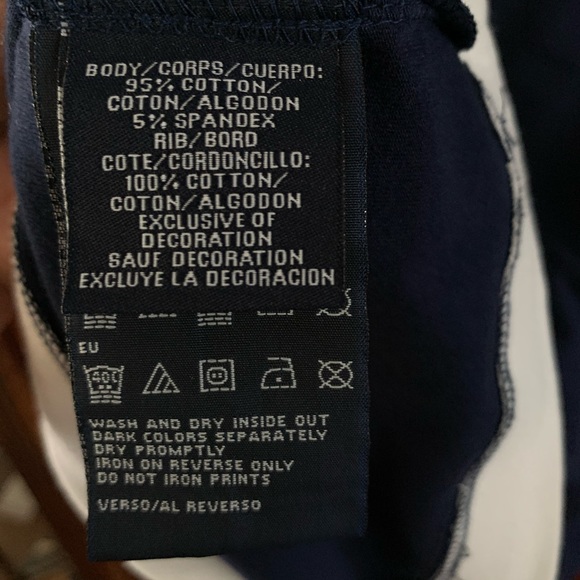 BODY/CORPS/CUERPO:
95% COTTON/
COTON/ALGODON
5% SPANDEX
RIB/BORD
COTE/CORDONCILLO:
100% COTTON/
COTON/ALGODON
EXCLUSIVE OF
DECORATION
SAUF DECORATION
EXCLUYE LA DECORACION
EU
40C
WASH AND DRY INSIDE OUT
DARK COLORS SEPARATELY
DRY PROMPTLY
IRON ON REVERSE ONLY
DO NOT IRON PRINTS
VERSO/AL REVERSO